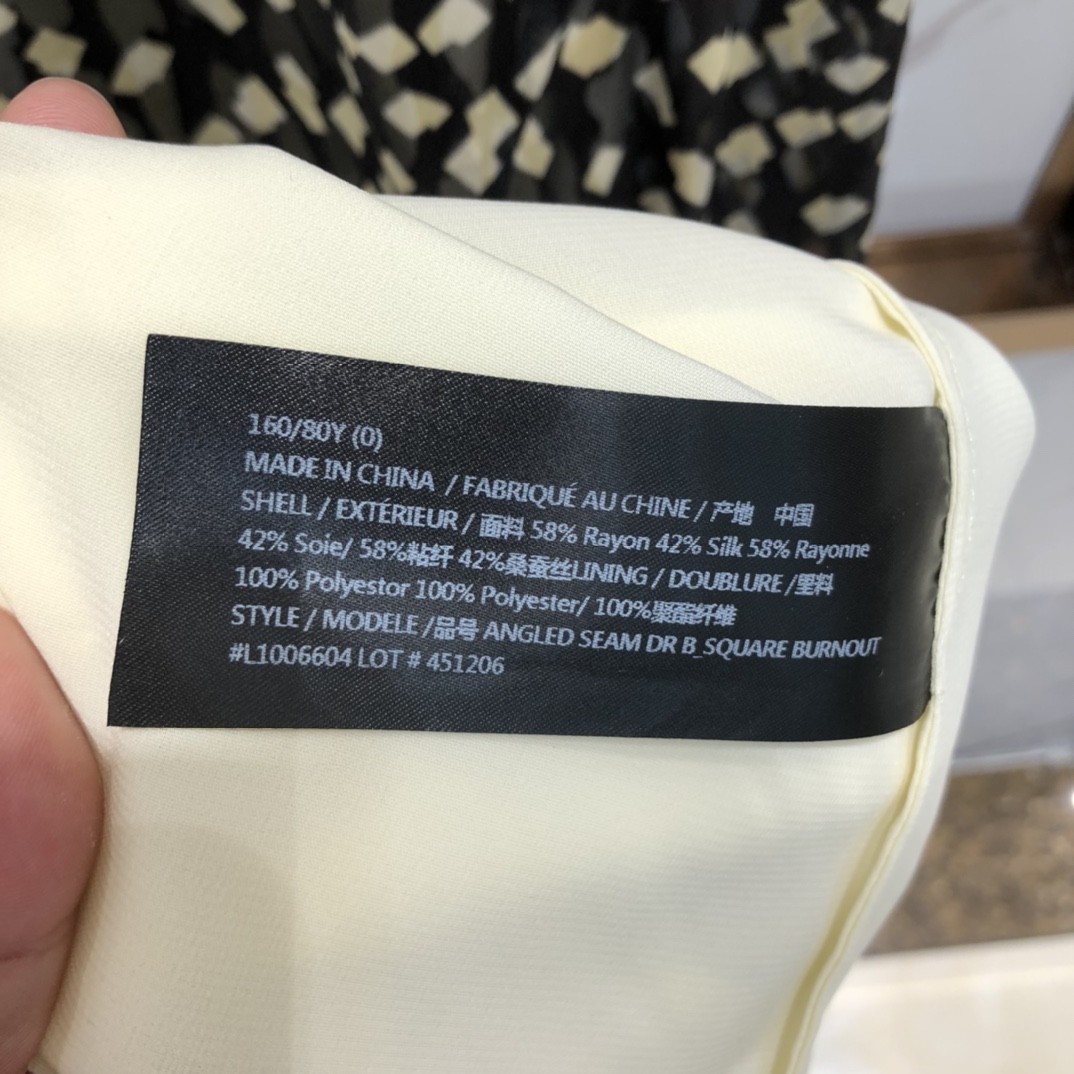 160/80Y (0)
MADE IN CHINA / FABRIQUÉ AU CHINE / 产地 中国
SHELL / EXTÉRIEUR / 面料 58% Rayon 42% Silk 58% Rayonne
42% Soie/ 58%粘纤 42%桑蚕丝LINING / DOUBLURE /里料
100% Polyestor 100% Polyester/ 100%聚酯纤维
STYLE / MODELE /品号 ANGLED SEAM DR B_SQUARE BURNOUT
#L1006604 LOT # 451206